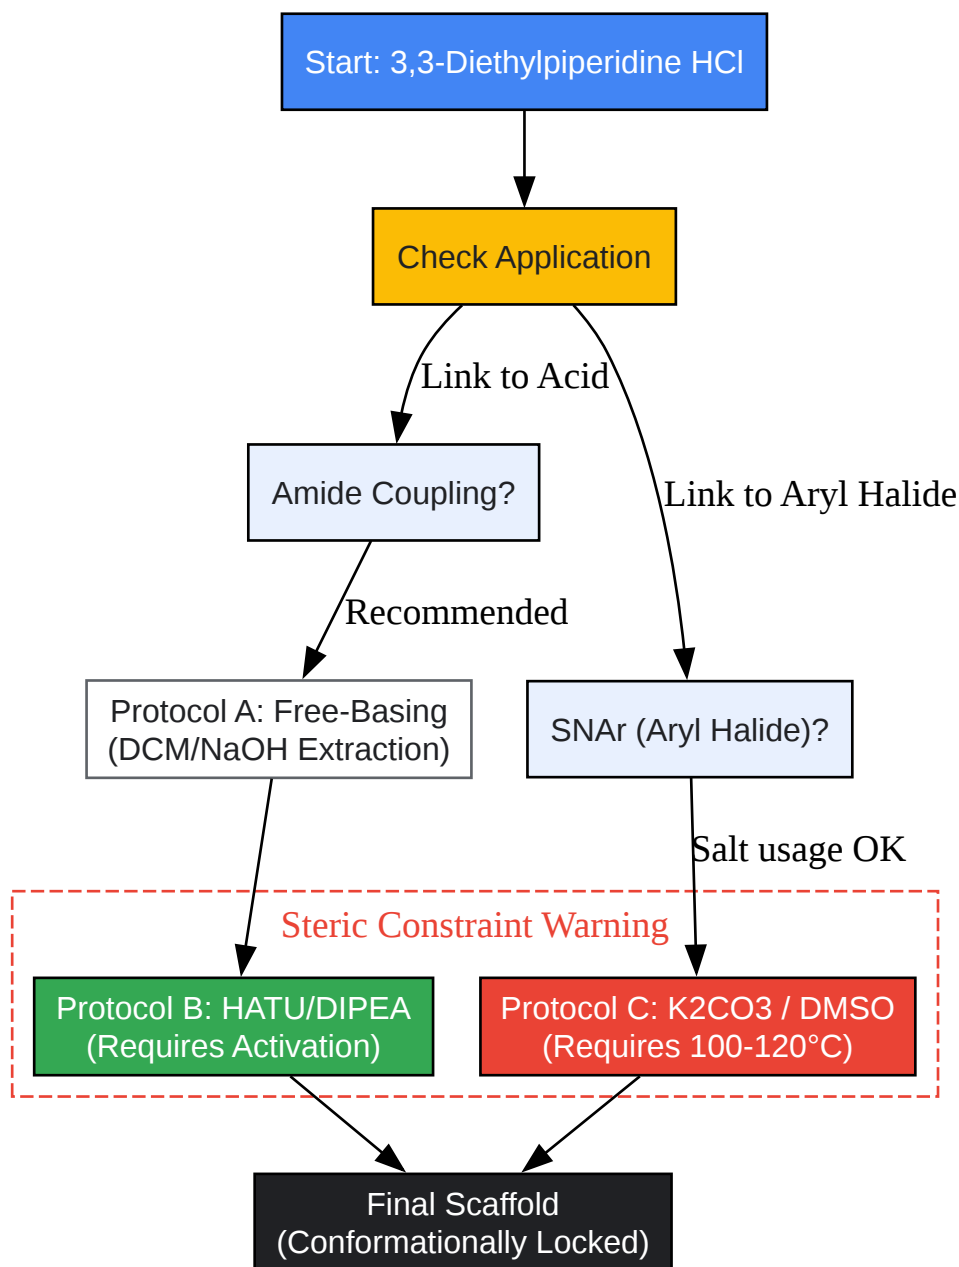 Start: 3,3-Diethylpiperidine HCl
Check Application
Link to Acid
Link to Aryl Halide
Amide Coupling?
Recommended
Protocol A: Free-Basing
(DCM/NaOH Extraction)
SNAr (Aryl Halide)?
Salt usage OK
Steric Constraint Warning
Protocol B: HATU/DIPEA
(Requires Activation)
Protocol C: K2CO3 / DMSO
(Requires 100-120°C)
Final Scaffold
(Conformationally Locked)